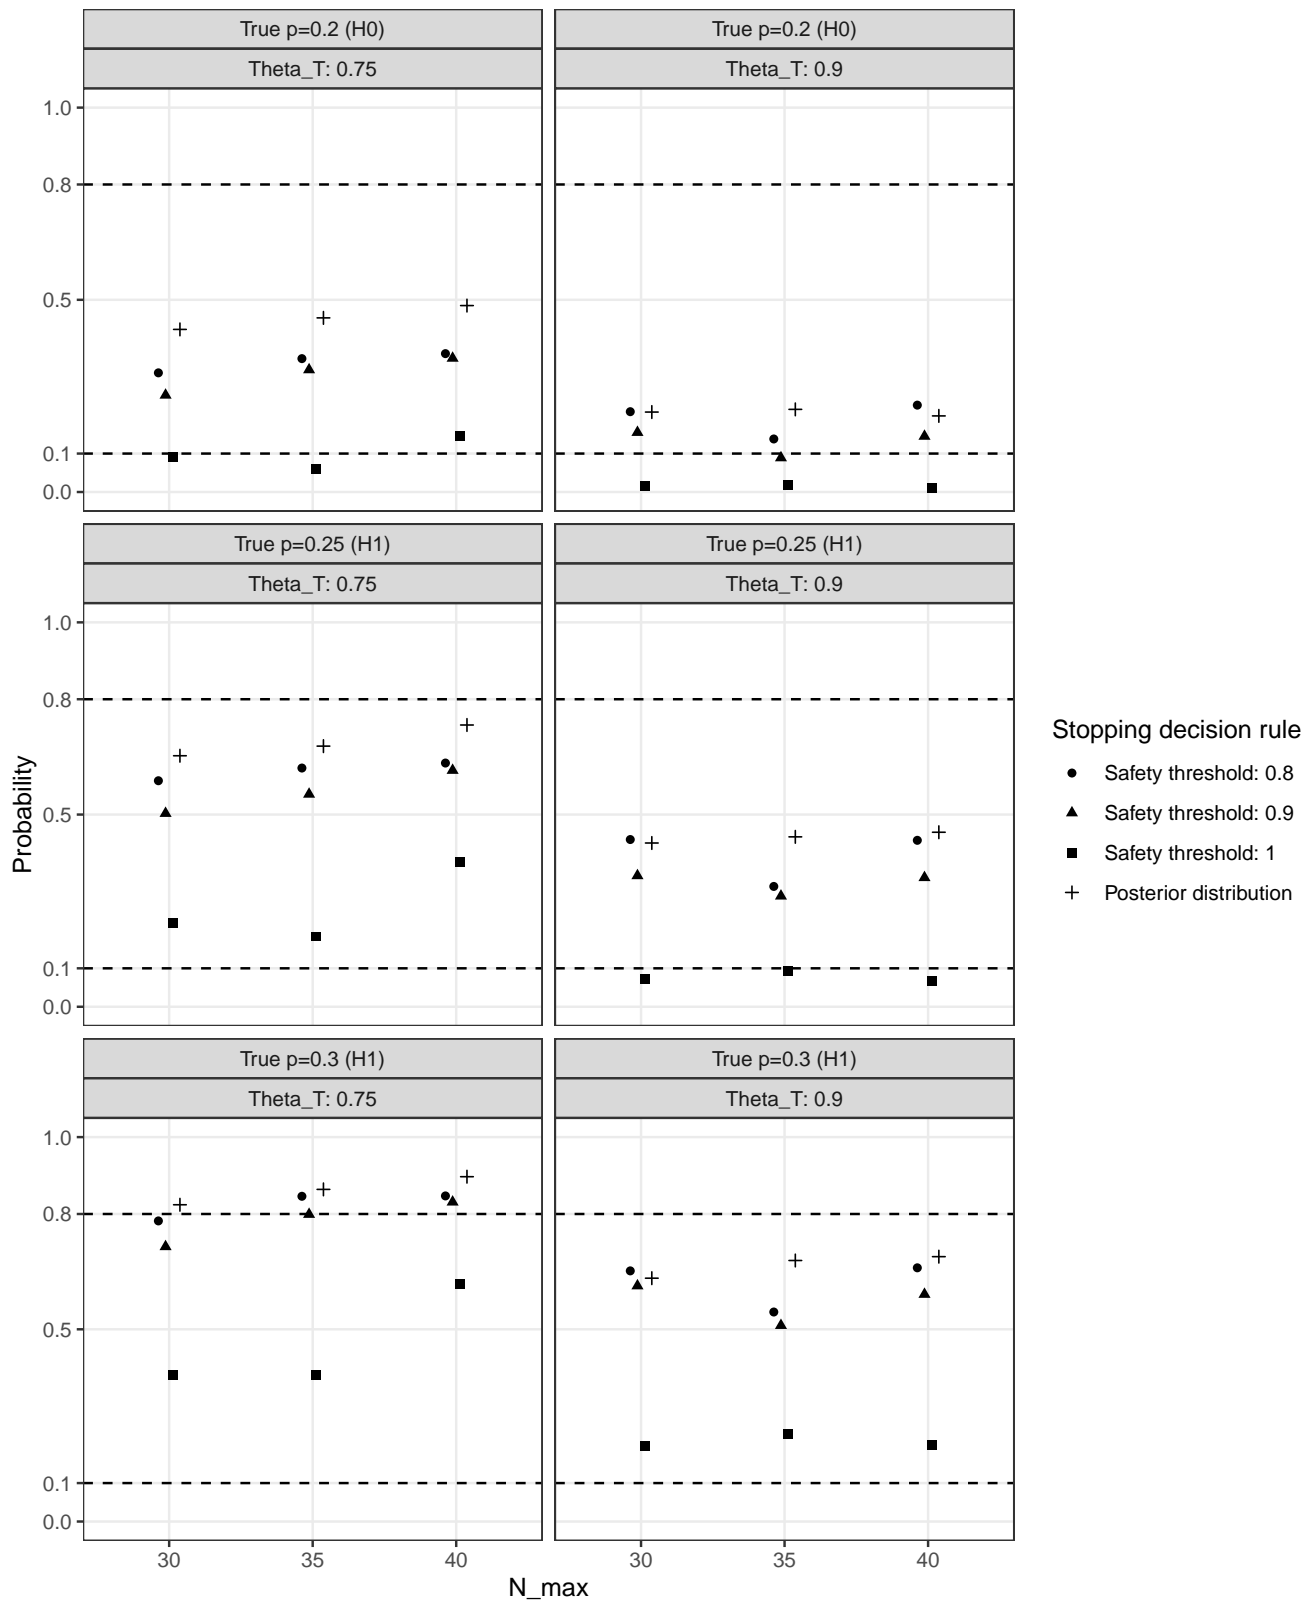 True p=0.2 (H0)
True p=0.2 (H0)
Theta_T: 0.75
Theta_T: 0.9
1.0
0.8
0.5
0.1
0.0
True p=0.25 (H1)
True p=0.25 (H1)
Theta_T: 0.75
Theta_T: 0.9
1.0
0.8
0.5
0.1
0.0
True p=0.3 (H1)
True p=0.3 (H1)
Theta_T: 0.75
Theta_T: 0.9
1.0
0.8
0.5
0.1
0.0
30
35
40
30
35
40
N_max
Probability
Stopping decision rule
Safety threshold: 0.8
Safety threshold: 0.9
Safety threshold: 1
Posterior distribution